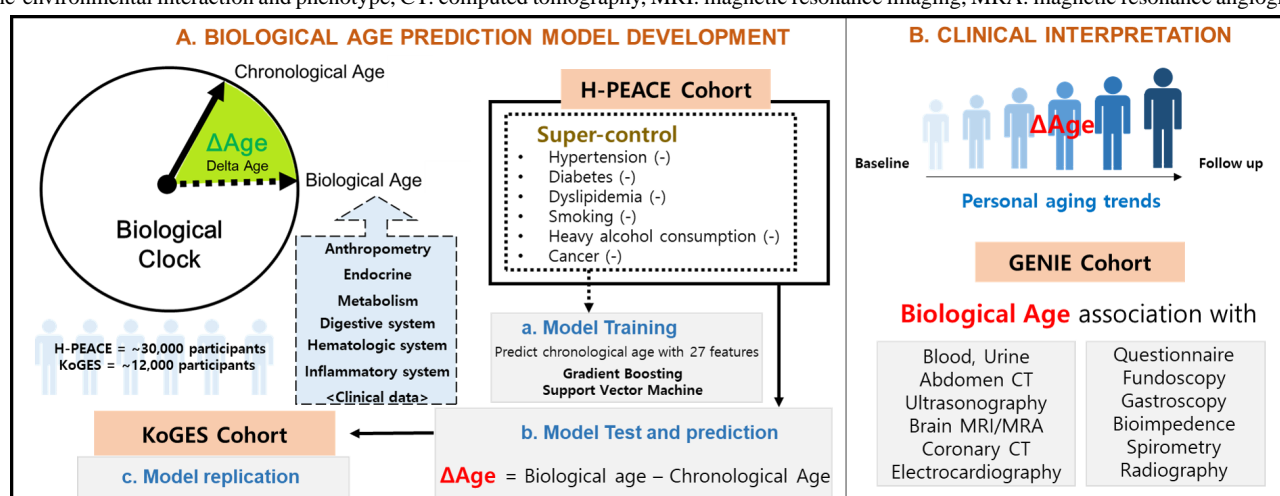 A. BIOLOGICAL AGE PREDICTION MODEL DEVELOPMENT
Chronological Age
ΔAge
Delta Age
Biological Age
Biological
Clock
Anthropometry
Endocrine
Metabolism
Digestive system
Hematologic system
Inflammatory system
<Clinical data>
H-PEACE = ~30,000 participants
KoGES = ~12,000 participants
H-PEACE Cohort
Super-control
• Hypertension (-)
• Diabetes (-)
• Dyslipidemia (-)
• Smoking (-)
• Heavy alcohol consumption (-)
• Cancer (-)
a. Model Training
Predict chronological age with 27 features
Gradient Boosting
Support Vector Machine
b. Model Test and prediction
ΔAge = Biological age – Chronological Age
KoGES Cohort
c. Model replication
B. CLINICAL INTERPRETATION
ΔAge
Baseline
Follow up
Personal aging trends
GENIE Cohort
Biological Age association with
Blood, Urine
Abdomen CT
Ultrasonography
Brain MRI/MRA
Coronary CT
Electrocardiography
Questionnaire
Fundoscopy
Gastroscopy
Bioimpedence
Spirometry
Radiography